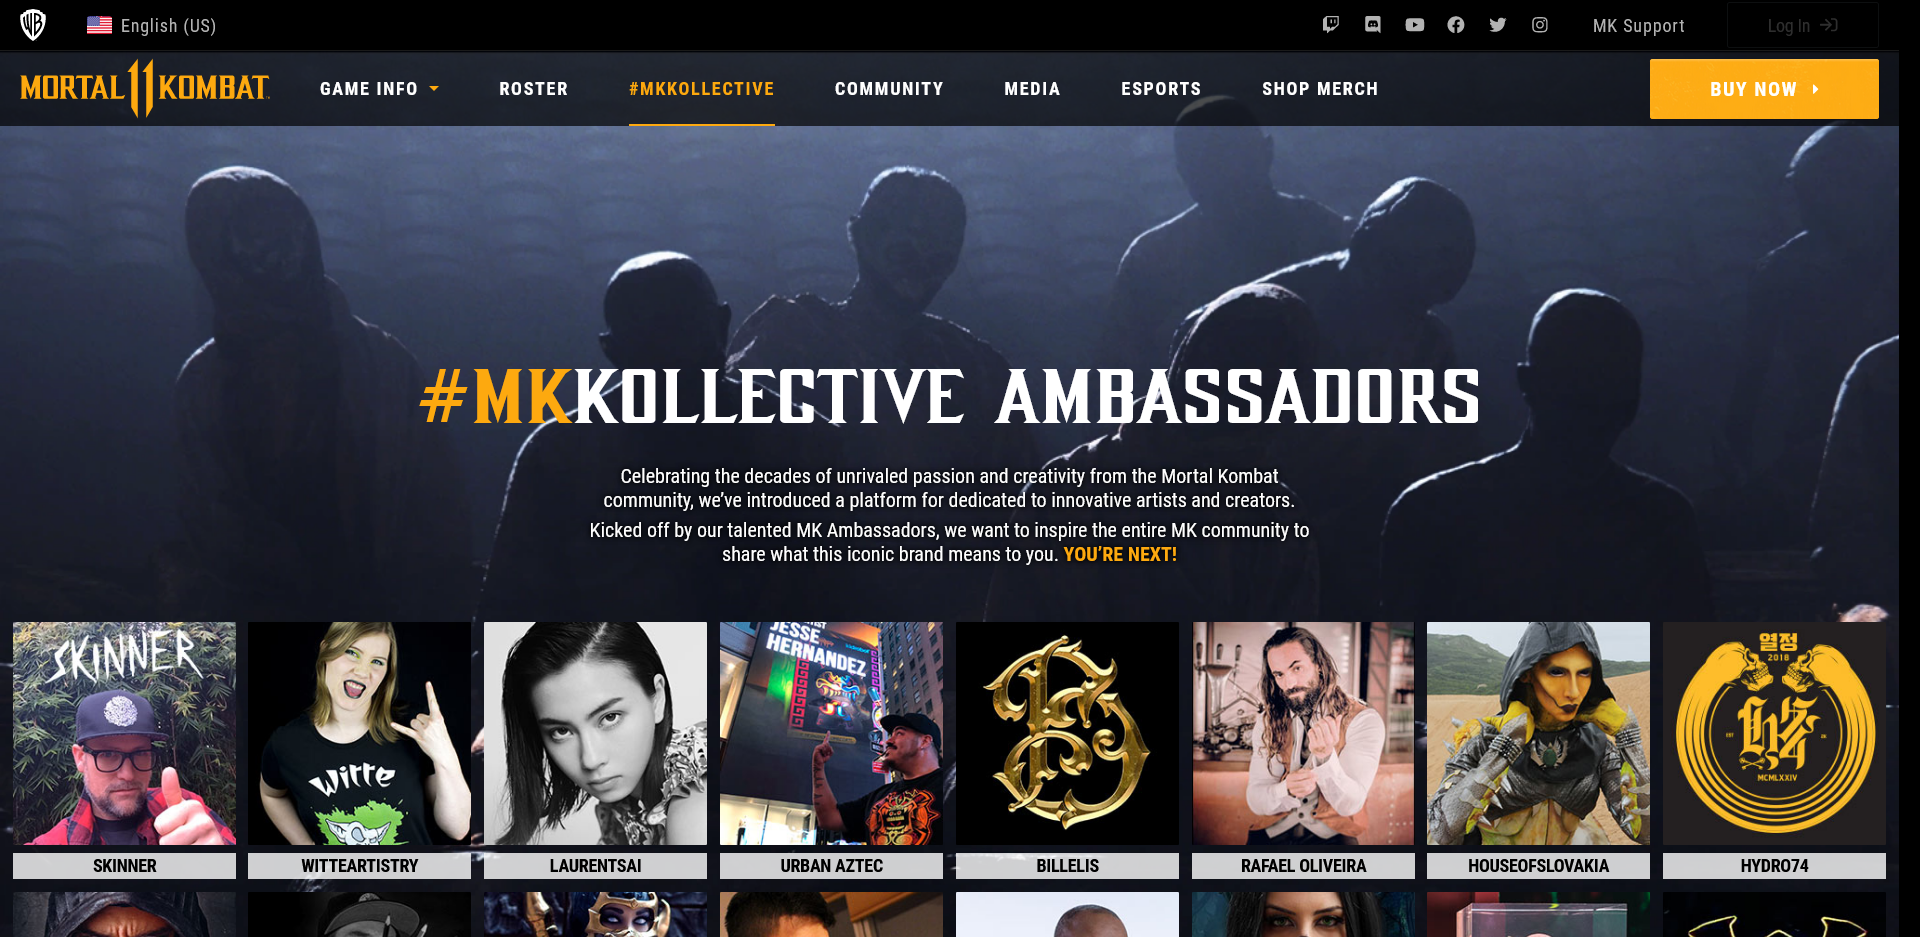 WB
English (US)
MK Support
Log In
MORTAL 11 KOMBAT
GAME INFO
ROSTER
#MKKOLLECTIVE
COMMUNITY
MEDIA
ESPORTS
SHOP MERCH
BUY NOW
#MKKOLLECTIVE AMBASSADORS
Celebrating the decades of unrivaled passion and creativity from the Mortal Kombat
community, we’ve introduced a platform for dedicated to innovative artists and creators.
Kicked off by our talented MK Ambassadors, we want to inspire the entire MK community to
share what this iconic brand means to you. YOU’RE NEXT!
SKINNER
witte
JESSE
HERNANDEZ
열정
2018
MCMLXXIV
SKINNER
WITTEARTISTRY
LAURENTSAI
URBAN AZTEC
BILLELIS
RAFAEL OLIVEIRA
HOUSEOFSLOVAKIA
HYDRO74